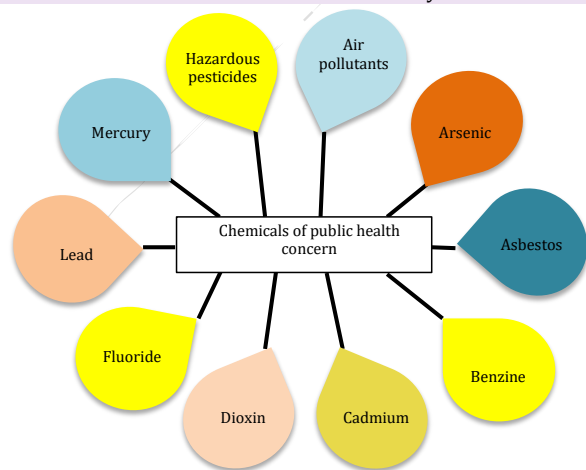 Hazardous
pesticides
Air
pollutants
Mercury
Arsenic
Chemicals of public health
concern
Lead
Asbestos
Fluoride
Benzine
Dioxin
Cadmium